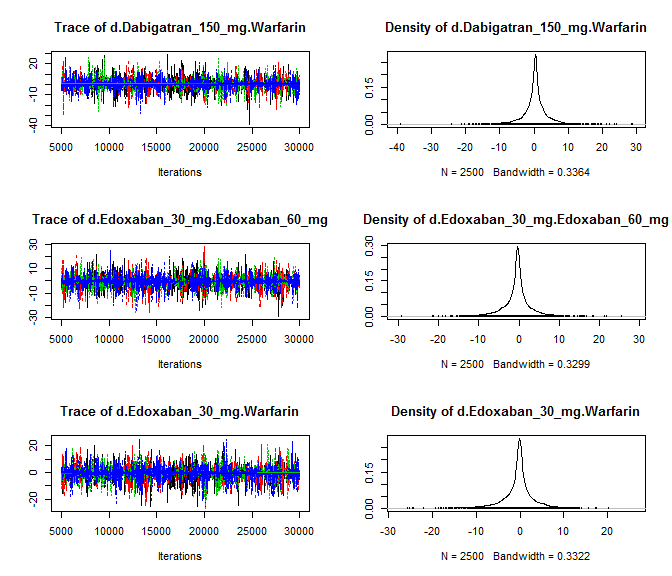 Trace of d.Dabigatran_150_mg.Warfarin
20
-10
-40
5000 10000 15000 20000 25000 30000
Iterations
Density of d.Dabigatran_150_mg.Warfarin
0.15
0.00
-40 -30 -20 -10 0 10 20 30
N = 2500 Bandwidth = 0.3364
Trace of d.Edoxaban_30_mg.Edoxaban_60_mg
30
10
-10
-30
5000 10000 15000 20000 25000 30000
Iterations
Density of d.Edoxaban_30_mg.Edoxaban_60_mg
0.30
0.15
0.00
-30 -20 -10 0 10 20 30
N = 2500 Bandwidth = 0.3299
Trace of d.Edoxaban_30_mg.Warfarin
20
0
-20
5000 10000 15000 20000 25000 30000
Iterations
Density of d.Edoxaban_30_mg.Warfarin
0.15
0.00
-30 -20 -10 0 10 20
N = 2500 Bandwidth = 0.3322